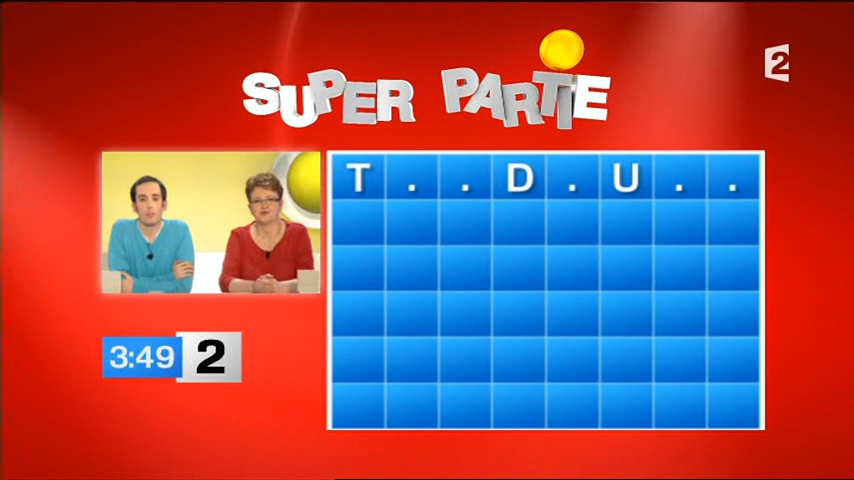 SUPER PARTIE
2
T . . D . U . .
3:49 2